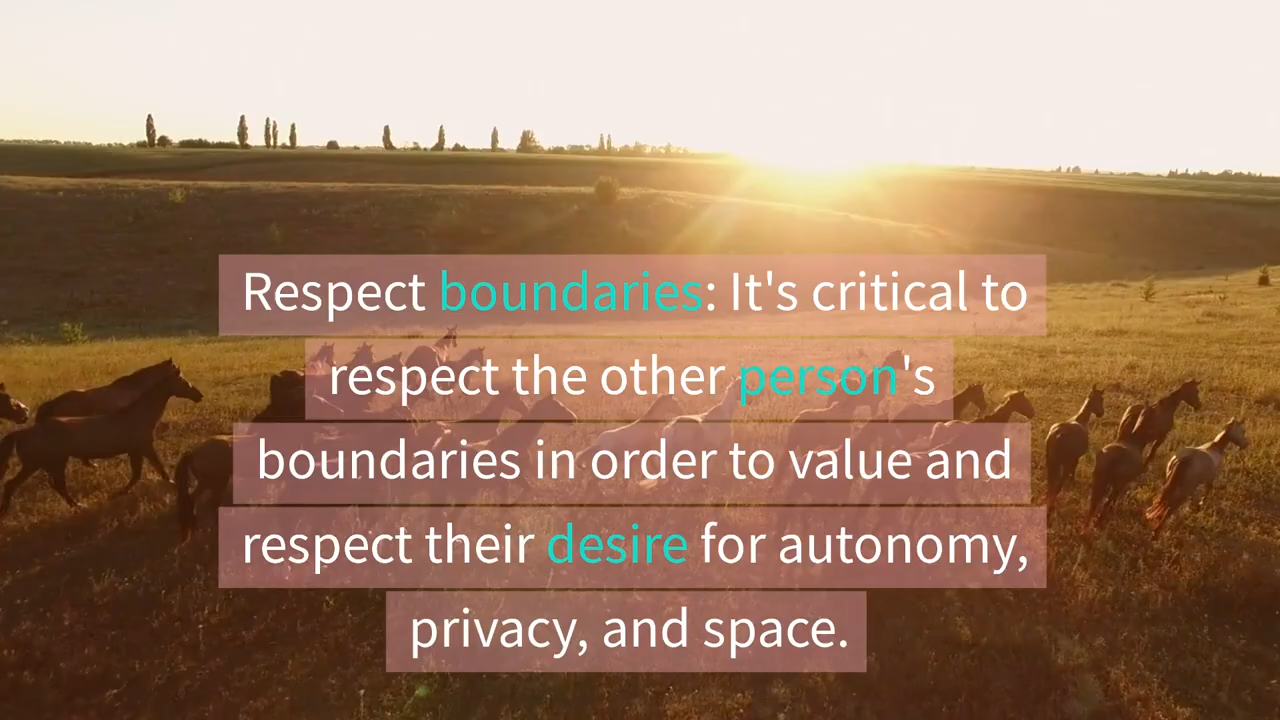 Respect boundaries: It's critical to
respect the other person's
boundaries in order to value and
respect their desire for autonomy,
privacy, and space.